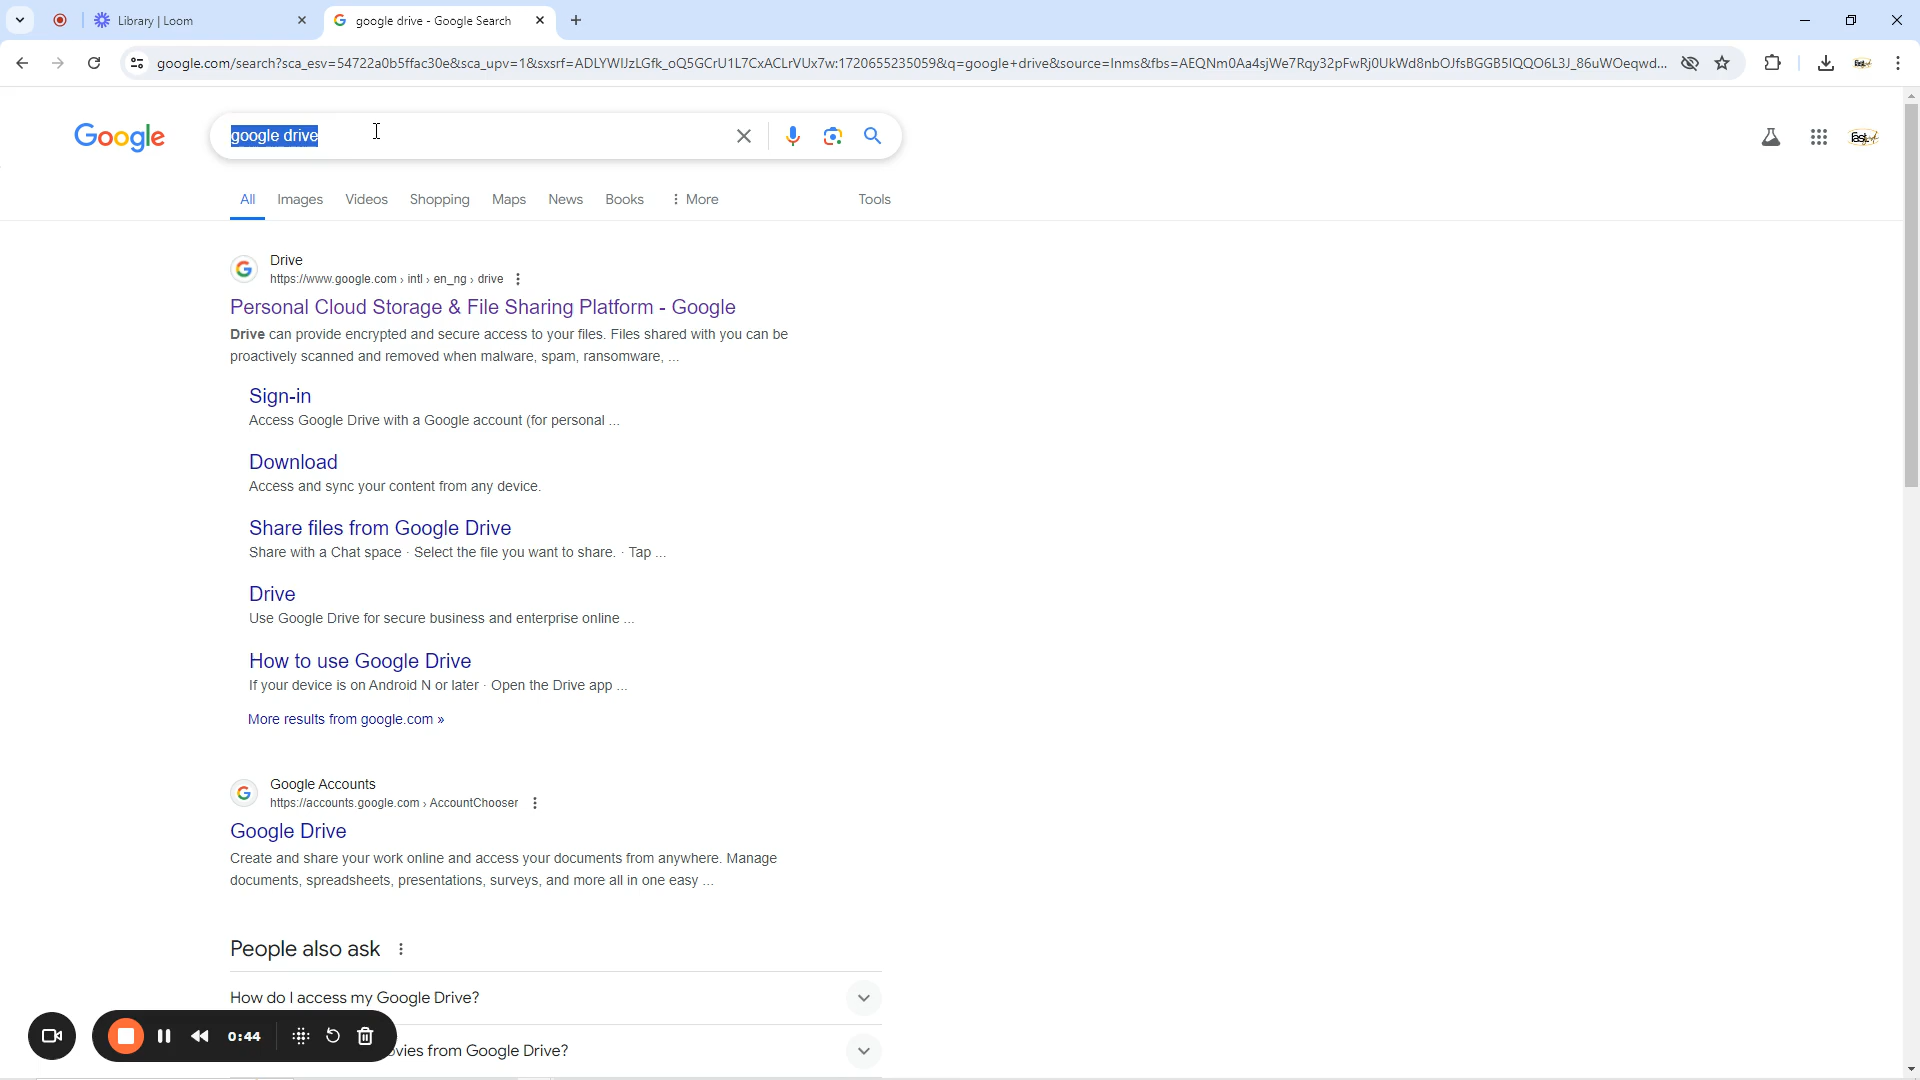 Library | Loom
google drive - Google Search
google.com/search?sca_esv=54722a0b5ffac30e&sca_upv=1&sxsrf=ADLYWIJzLGfk_oQ5GCrU1L7CxACLrVUx7w:1720655235059&q=google+drive&source=lnms&fbs=AEQNm0Aa4sjWe7Rqy32pFwRj0UkWd8nbOJfsBGGB5IQQO6L3J_86uWOeqwd...
Google
google drive
All Images Videos Shopping Maps News Books More Tools
Drive
https://www.google.com › intl › en_ng › drive
Personal Cloud Storage & File Sharing Platform - Google
Drive can provide encrypted and secure access to your files. Files shared with you can be
proactively scanned and removed when malware, spam, ransomware, ...
Sign-in
Access Google Drive with a Google account (for personal ...
Download
Access and sync your content from any device.
Share files from Google Drive
Share with a Chat space · Select the file you want to share. · Tap ...
Drive
Use Google Drive for secure business and enterprise online ...
How to use Google Drive
If your device is on Android N or later · Open the Drive app ...
More results from google.com »
Google Accounts
https://accounts.google.com › AccountChooser
Google Drive
Create and share your work online and access your documents from anywhere. Manage
documents, spreadsheets, presentations, surveys, and more all in one easy ...
People also ask
How do I access my Google Drive?
0:44
from Google Drive?